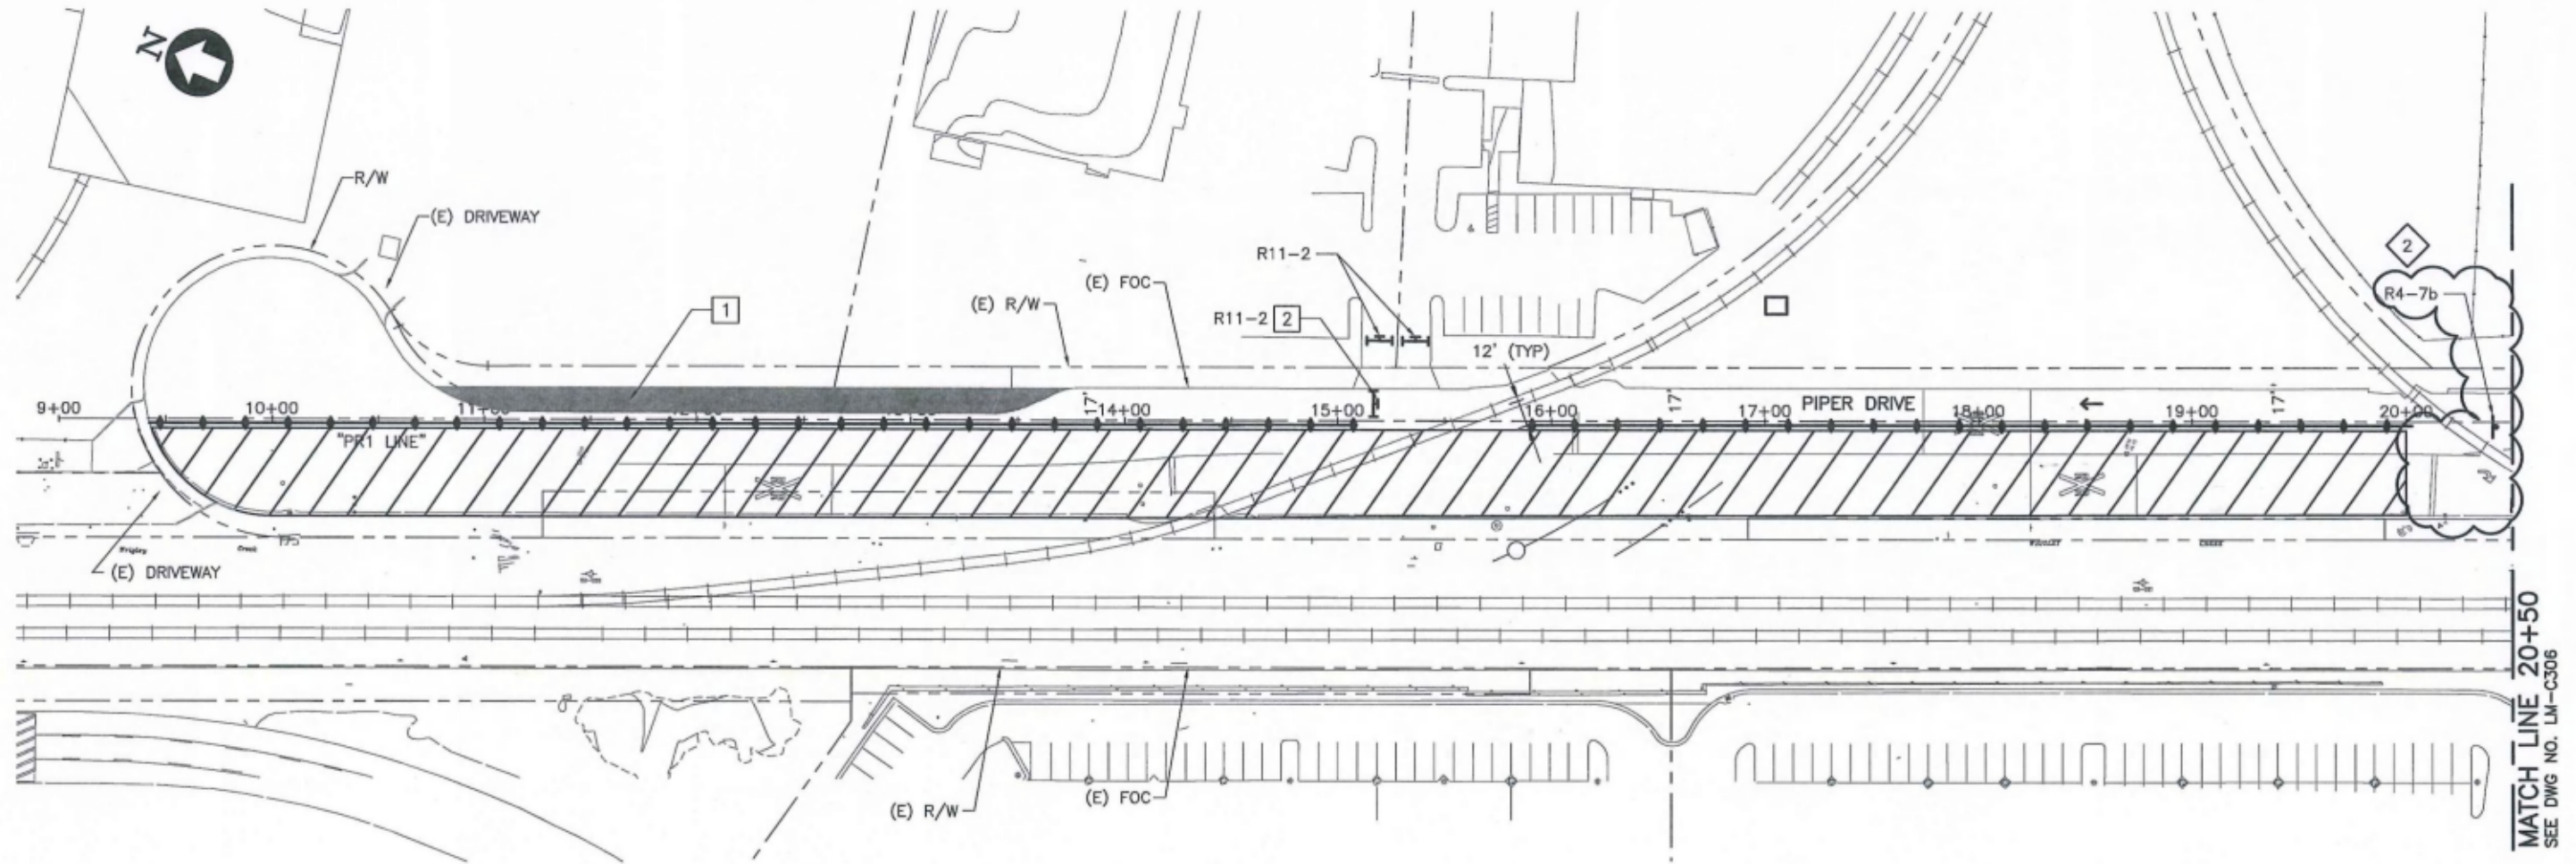 N
R/W
(E) DRIVEWAY
2
R4-7b
R11-2
(E) FOC
(E) R/W
1
R11-2 2
12' (TYP)
9+00
10+00
17'
14+00
15+00
16+00
17'
17+00
PIPER DRIVE
18+00
19+00
17'
20+00
"PR1 LINE"
(E) DRIVEWAY
(E) R/W
(E) FOC
MATCH LINE 20+50
SEE DWG NO. LM-C306